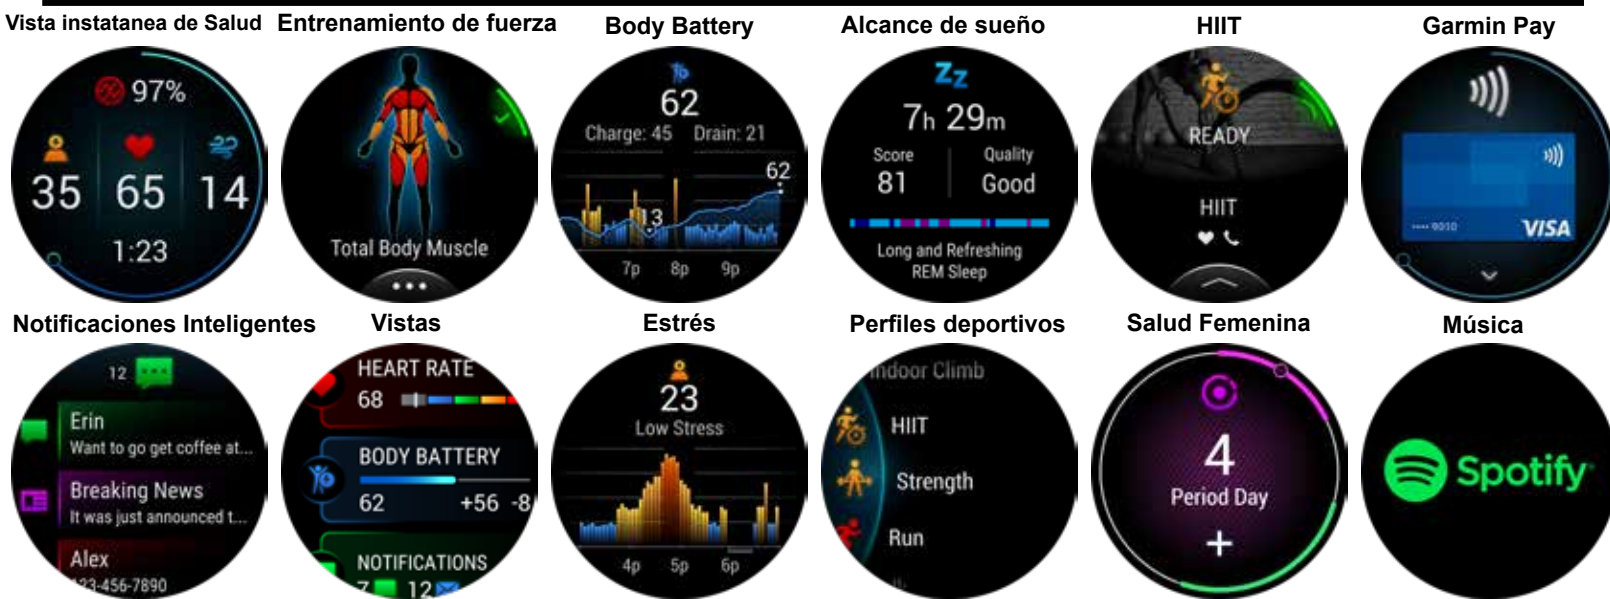 Vista instatanea de Salud
Entrenamiento de fuerza
Body Battery
Alcance de sueño
HIIT
Garmin Pay
97%
35
65
14
1:23
Total Body Muscle
62
Charge: 45 Drain: 21
62
13
7p 8p 9p
Zz
7h 29m
Score Quality
81 Good
Long and Refreshing
REM Sleep
READY
HIIT
VISA
Notificaciones Inteligentes
Vistas
Estrés
Perfiles deportivos
Salud Femenina
Música
12
Erin
Want to go get coffee at...
Breaking News
It was just announced t...
Alex
23-456-7890
HEART RATE
68
BODY BATTERY
62 +56 -8
NOTIFICATIONS
7 12
23
Low Stress
4p 5p 6p
ndoor Climb
HIIT
Strength
Run
4
Period Day
+
Spotify